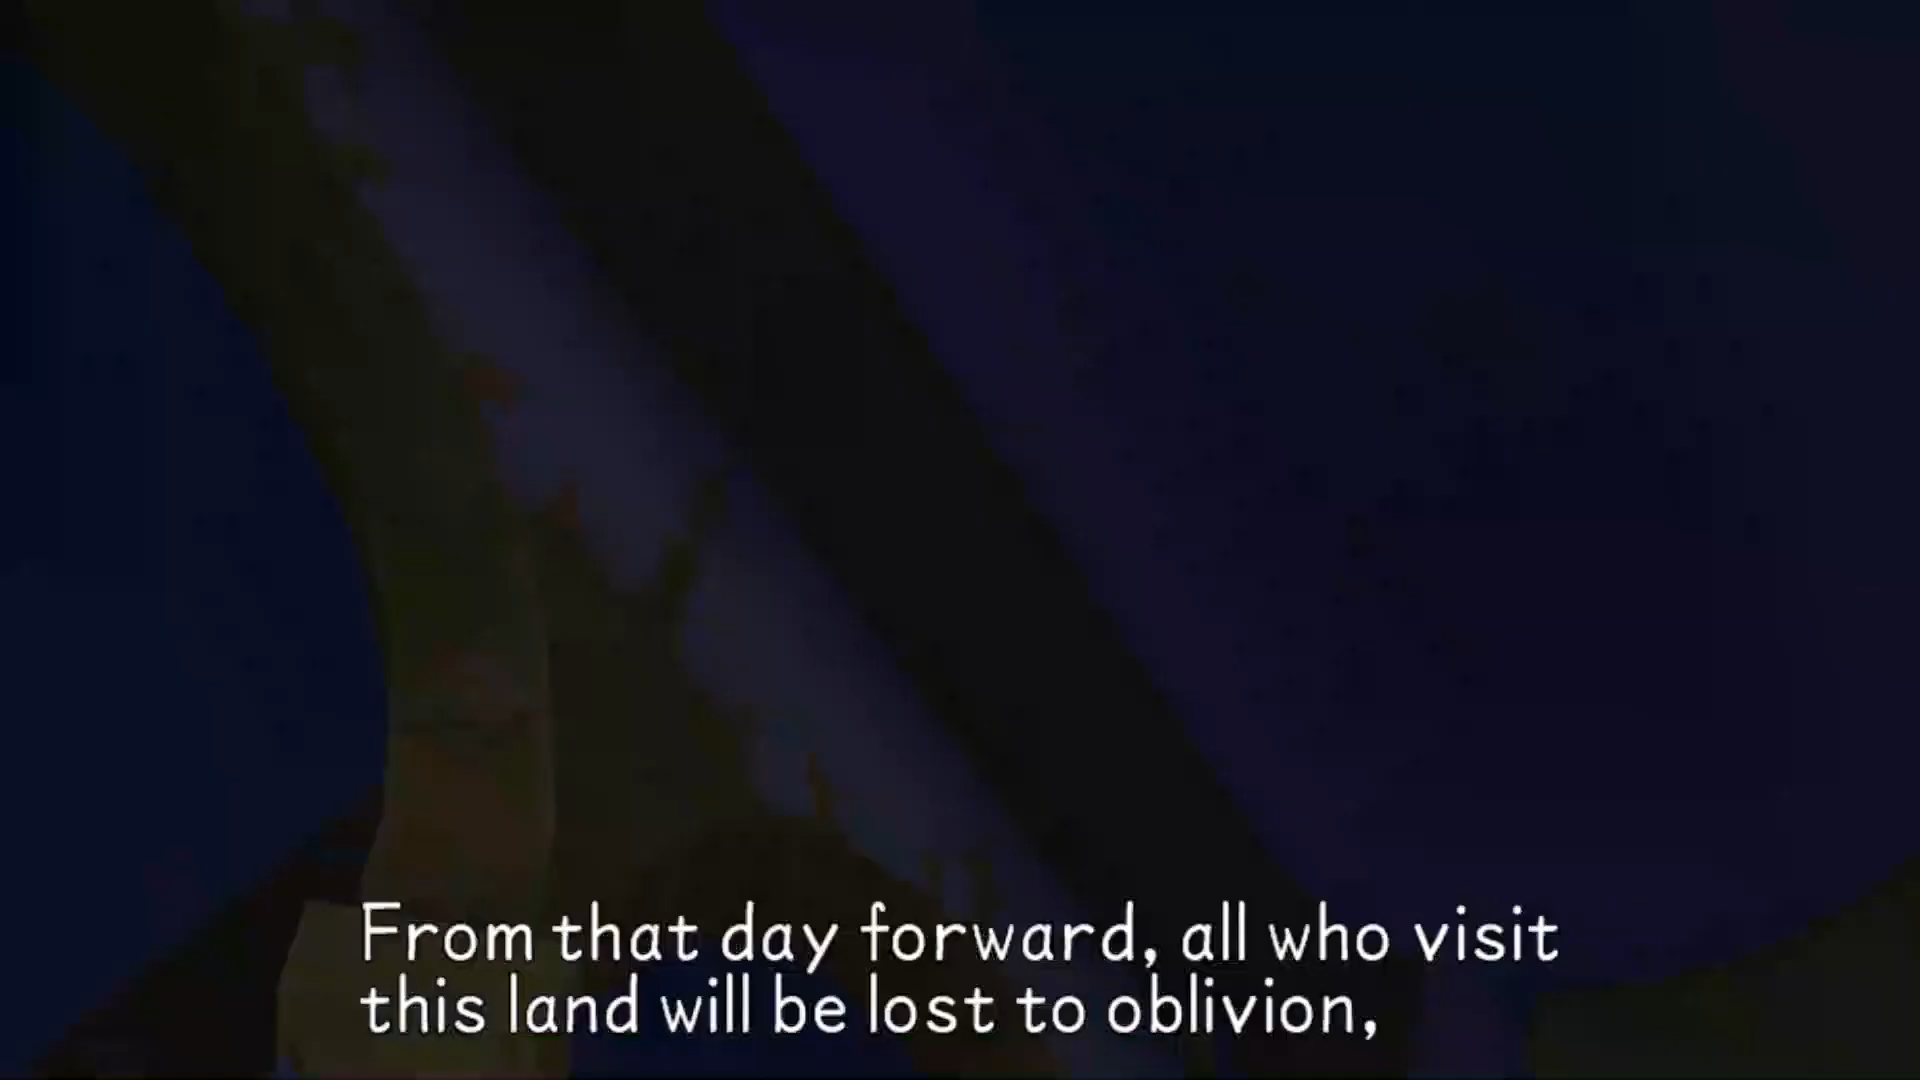 From that day forward, all who visit
this land will be lost to oblivion,